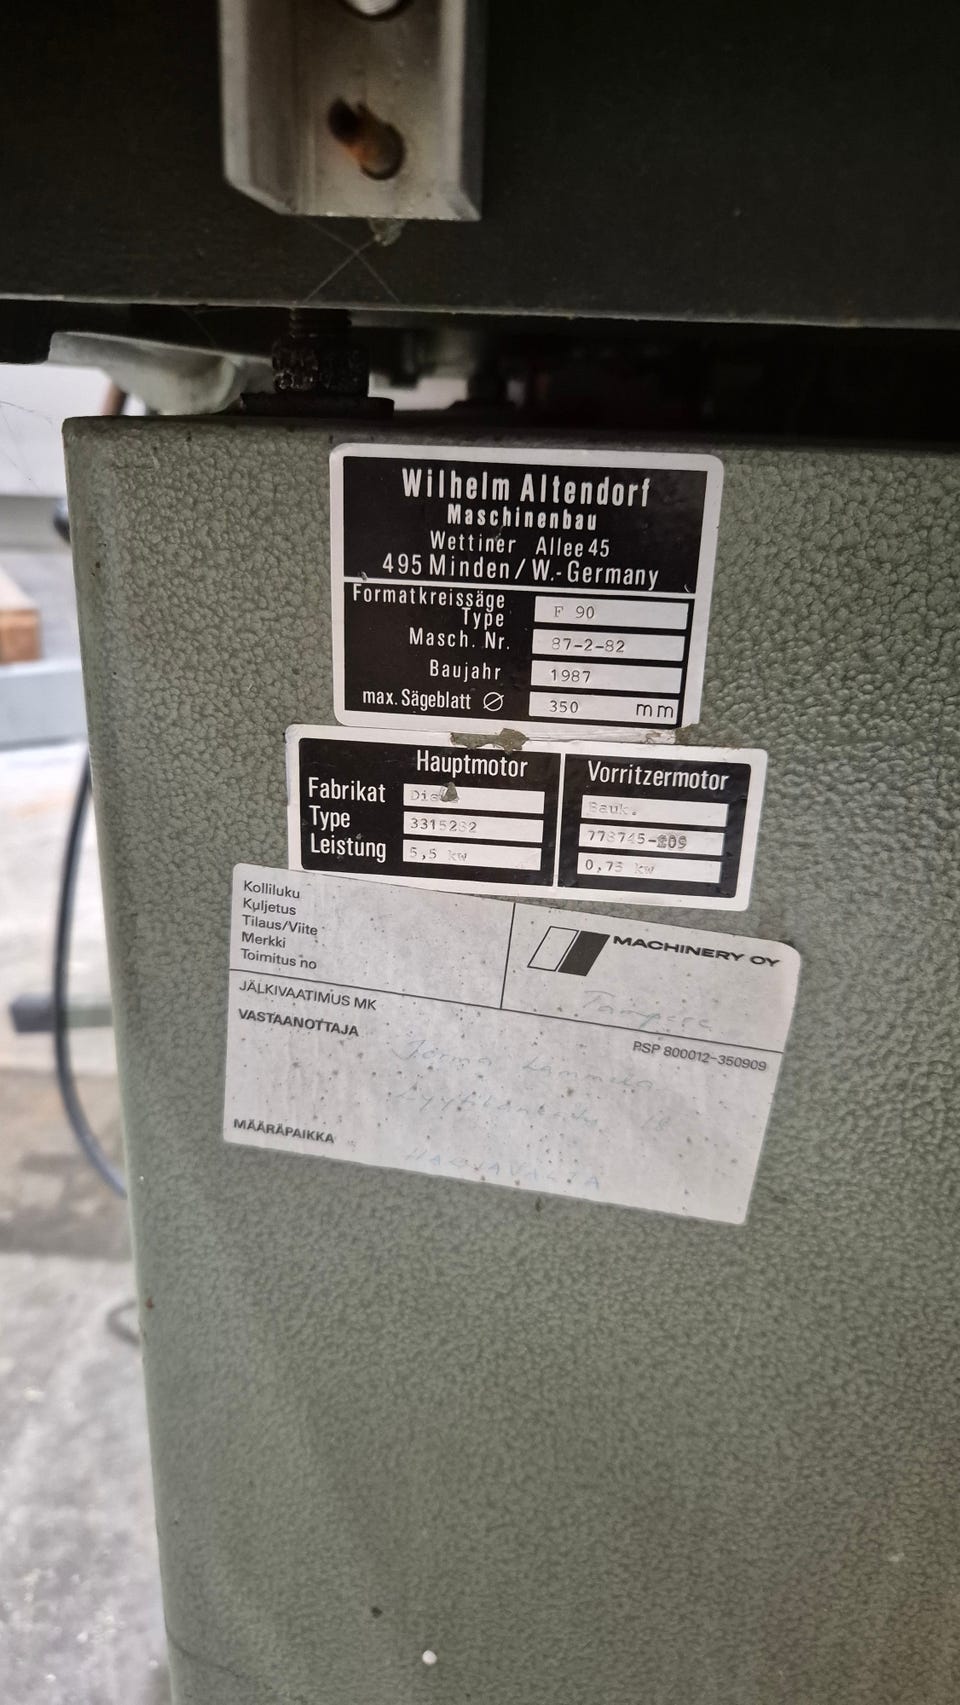 Wilhelm Altendorf
Maschinenbau
Wettiner Allee 45
495 Minden / W.-Germany
Formatkreissäge
Type F 90
Masch. Nr. 87-2-82
Baujahr 1987
max. Sägeblatt Ø 350 mm
Hauptmotor Vorritzermotor
Fabrikat
Type
Leistung 5,5 kw 0,75 kw
Kolliluku
Kuljetus
Tilaus/Viite
Merkki
Toimitus no
MACHINERY OY
Tampere
JÄLKIVAATIMUS MK
PSP 800012-350909
VASTAANOTTAJA
Jorma
MÄÄRÄPAIKKA
HARJAVALTA